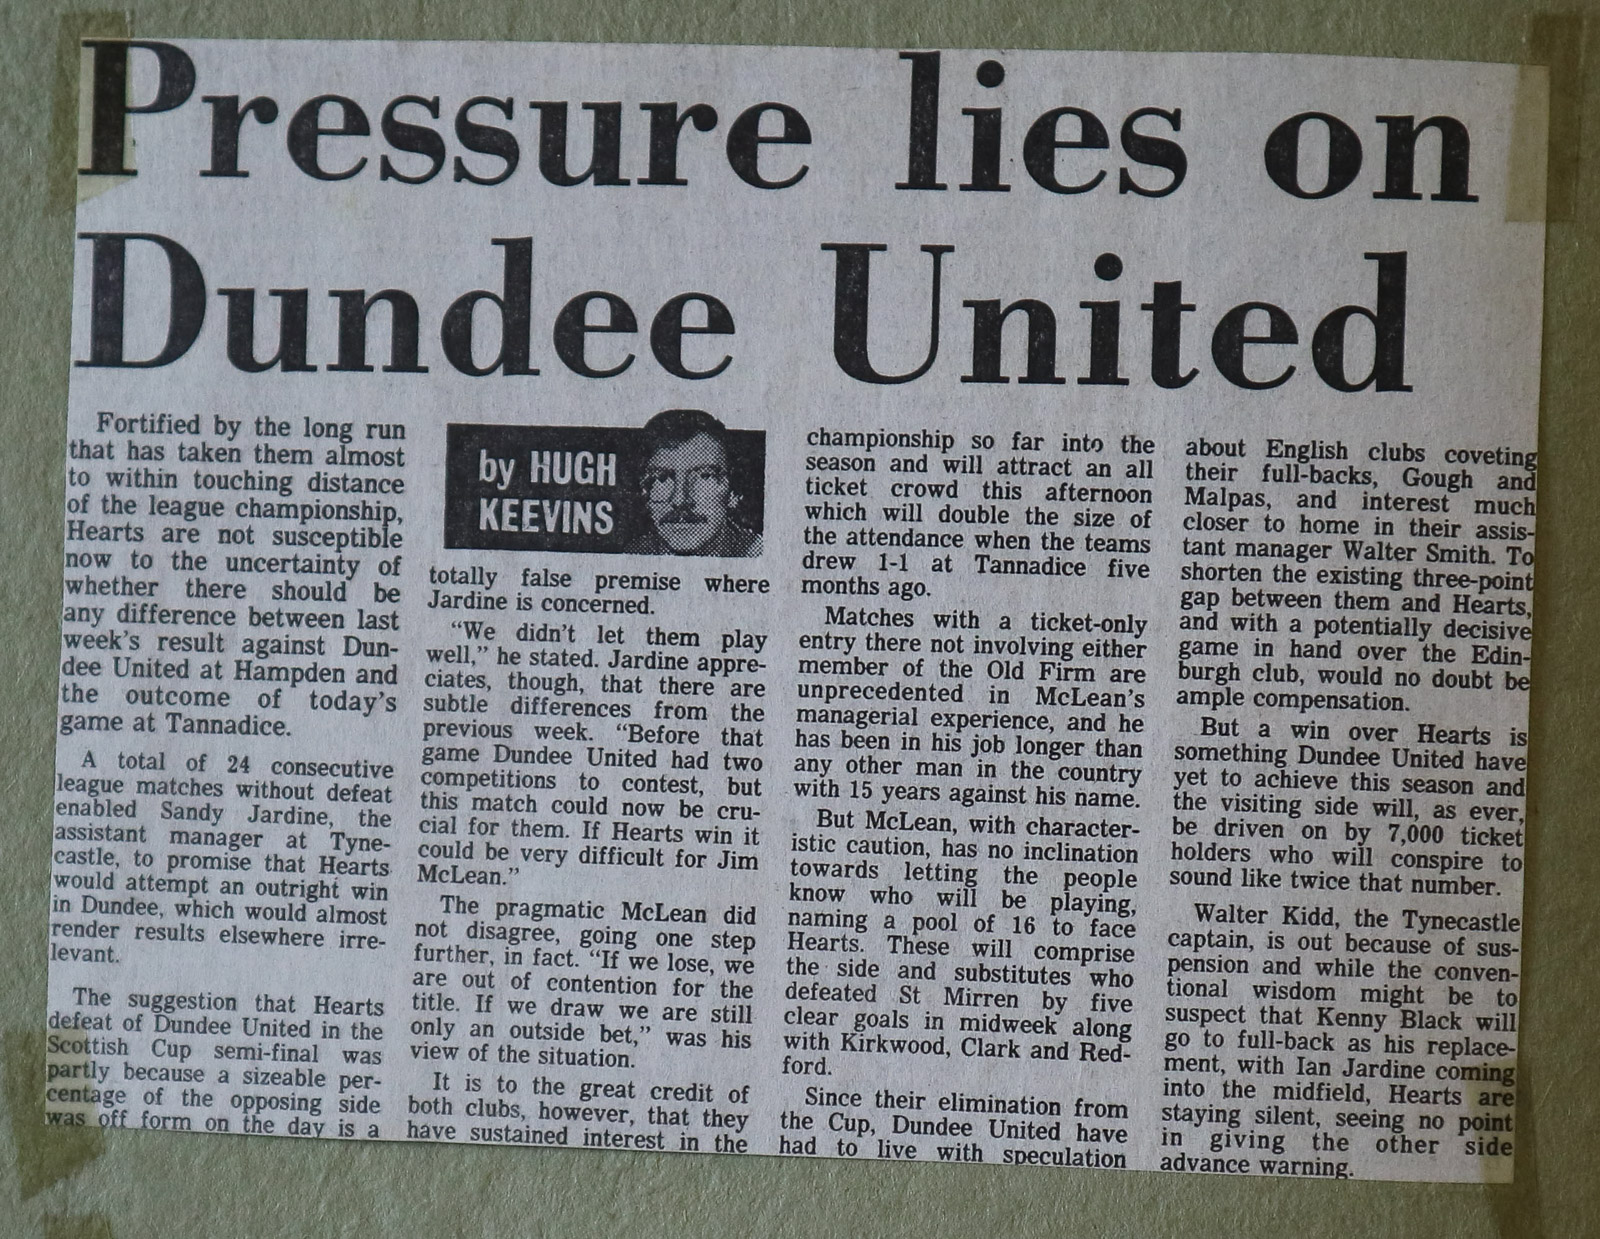 Pressure lies on
Dundee United
Fortified by the long run
that has taken them almost
to within touching distance
of the league championship,
Hearts are not susceptible
now to the uncertainty of
whether there should be
any difference between last
week's result against Dun-
dee United at Hampden and
the outcome of today's
game at Tannadice.
A total of 24 consecutive
league matches without defeat
enabled Sandy Jardine, the
assistant manager at Tyne-
castle, to promise that Hearts
would attempt an outright win
in Dundee, which would almost
render results elsewhere irre-
levant.
The suggestion that Hearts
defeat of Dundee United in the
Scottish Cup semi-final was
partly because a sizeable per-
centage of the opposing side
was off form on the day is a
by HUGH
KEEVINS
totally false premise where
Jardine is concerned.
“We didn't let them play
well,” he stated. Jardine appre-
ciates, though, that there are
subtle differences from the
previous week. “Before that
game Dundee United had two
competitions to contest, but
this match could now be cru-
cial for them. If Hearts win it
could be very difficult for Jim
McLean.”
The pragmatic McLean did
not disagree, going one step
further, in fact. “If we lose, we
are out of contention for the
title. If we draw we are still
only an outside bet,” was his
view of the situation.
It is to the great credit of
both clubs, however, that they
have sustained interest in the
championship so far into the
season and will attract an all
ticket crowd this afternoon
which will double the size of
the attendance when the teams
drew 1-1 at Tannadice five
months ago.
Matches with a ticket-only
entry there not involving either
member of the Old Firm are
unprecedented in McLean's
managerial experience, and he
has been in his job longer than
any other man in the country
with 15 years against his name.
But McLean, with character-
istic caution, has no inclination
towards letting the people
know who will be playing,
naming a pool of 16 to face
Hearts. These will comprise
the side and substitutes who
defeated St Mirren by five
clear goals in midweek along
with Kirkwood, Clark and Red-
ford.
Since their elimination from
the Cup, Dundee United have
had to live with speculation
about English clubs coveting
their full-backs, Gough and
Malpas, and interest much
closer to home in their assis-
tant manager Walter Smith. To
shorten the existing three-point
gap between them and Hearts,
and with a potentially decisive
game in hand over the Edin-
burgh club, would no doubt be
ample compensation.
But a win over Hearts is
something Dundee United have
yet to achieve this season and
the visiting side will, as ever,
be driven on by 7,000 ticket
holders who will conspire to
sound like twice that number.
Walter Kidd, the Tynecastle
captain, is out because of sus-
pension and while the conven-
tional wisdom might be to
suspect that Kenny Black will
go to full-back as his replace-
ment, with Ian Jardine coming
into the midfield, Hearts are
staying silent, seeing no point
in giving the other side
advance warning.